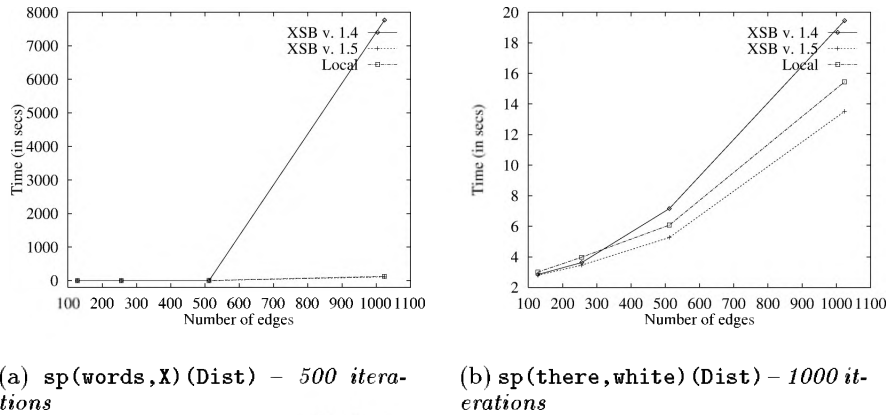 8000
7000
6000
5000
4000
3000
2000
1000
0
Time (in secs)
XSB v. 1.4
XSB v. 1.5
Local
100 200 300 400 500 600 700 800 900 1000 1100
Number of edges
20
18
16
14
12
10
8
6
4
2
Time (in secs)
XSB v. 1.4
XSB v. 1.5
Local
100 200 300 400 500 600 700 800 900 1000 1100
Number of edges
(a) sp(words,X)(Dist) – 500 itera-
tions
(b) sp(there,white)(Dist) – 1000 it-
erations